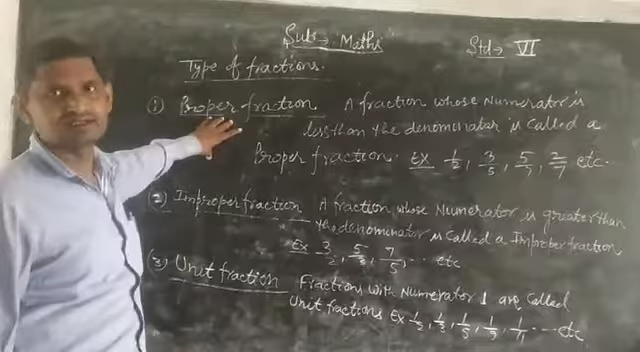 Sub→ Maths Std→ VI
Type of fractions.
(1) Proper fraction A fraction whose Numerator is
less than the denominator is called a
Proper fraction. EX 1/2, 3/5, 5/7, 2/7 etc.
(2) Improper fraction A fraction whose Numerator is greater than
the denominator is called a Improper fraction
Ex 3/2, 5/3, 7/5, ... etc
(3) Unit fraction Fractions with Numerator 1 are called
Unit fractions Ex 1/2, 1/3, 1/5, 1/9, 1/11 ... etc